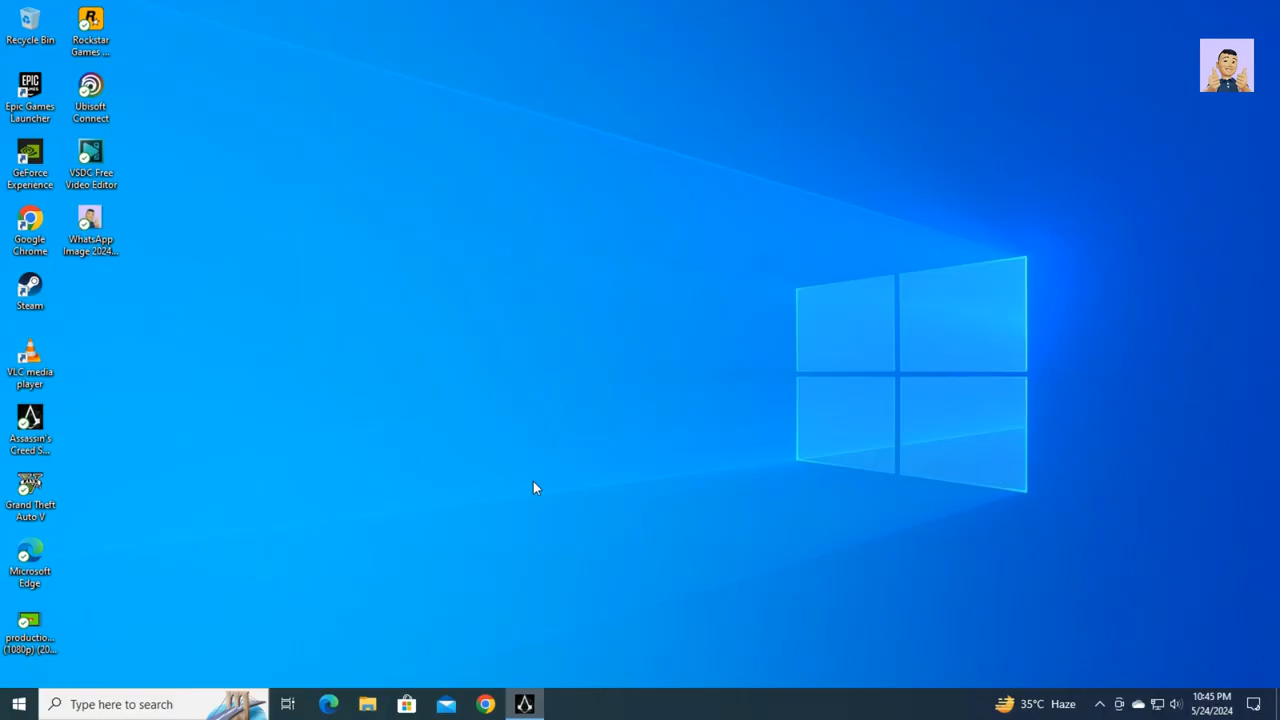 Recycle Bin
Rockstar
Games ...
EPIC
GAMES
Epic Games
Launcher
Ubisoft
Connect
GeForce
Experience
VSDC Free
Video Editor
Google
Chrome
WhatsApp
Image 2024...
Steam
VLC media
player
Assassin's
Creed S...
Grand Theft
Auto V
Microsoft
Edge
productio...
(1080p) (20...
Type here to search
35°C Haze
10:45 PM
5/24/2024